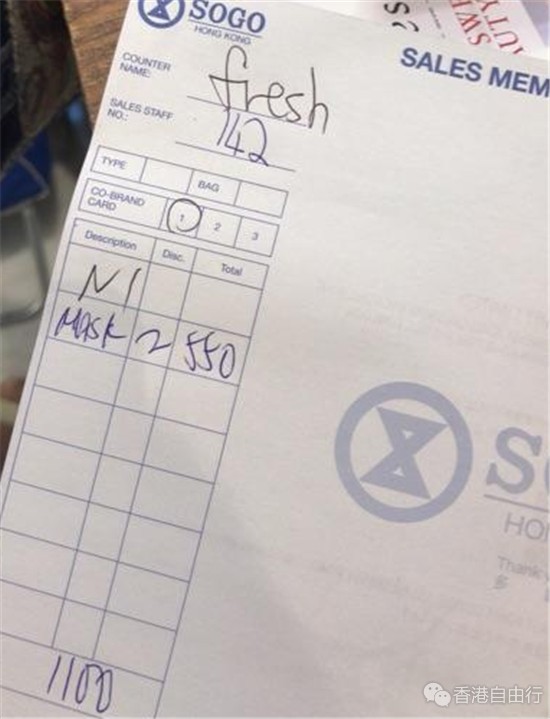 SOGO
HONG KONG
SALES MEM
COUNTER NAME:
fresh
SALES STAFF NO.:
142
TYPE BAG
CO-BRAND CARD 1 2 3
Description Disc. Total
N1
MASK 2 550
1100
S
HO
Thank
香港自由行